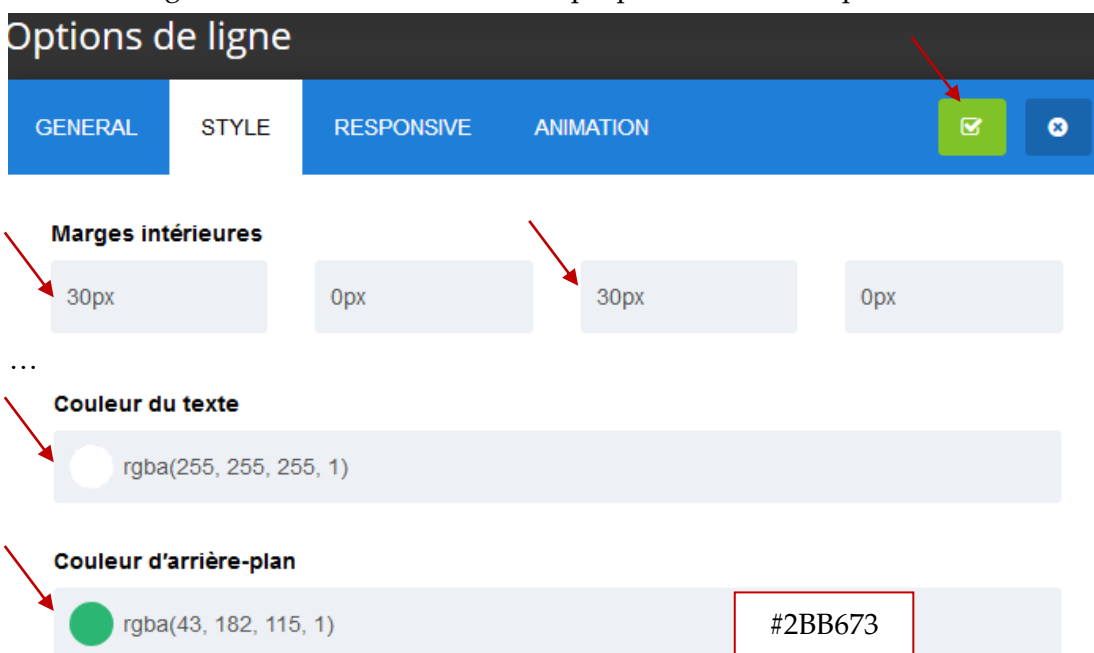 Options de ligne
GENERAL STYLE RESPONSIVE ANIMATION
Marges intérieures
30px 0px 30px 0px
…
Couleur du texte
rgba(255, 255, 255, 1)
Couleur d'arrière-plan
rgba(43, 182, 115, 1) #2BB673